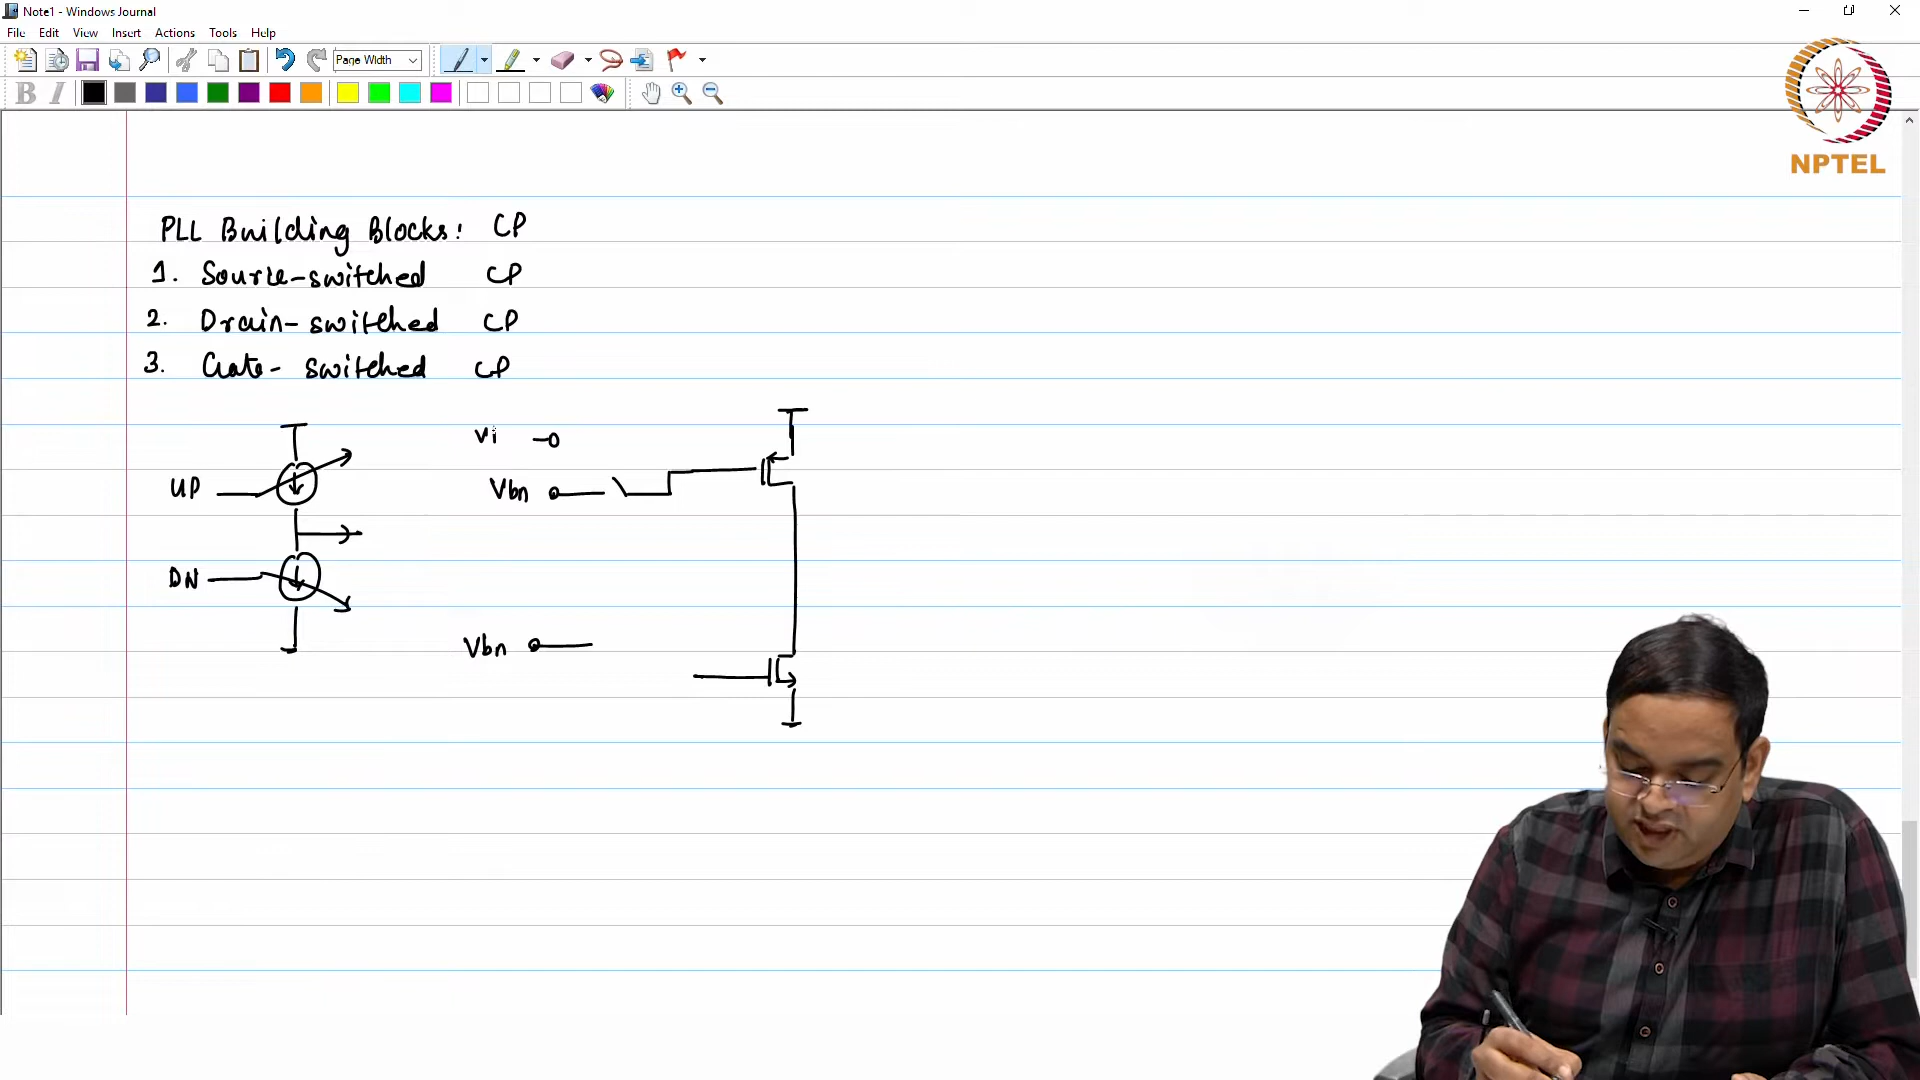 Note1 - Windows Journal
File Edit View Insert Actions Tools Help
Page Width
B I
NPTEL
PLL Building Blocks: CP
1. Source-switched CP
2. Drain-switched CP
3. Gate-switched CP
Vi
UP
Vbn
DN
Vbn